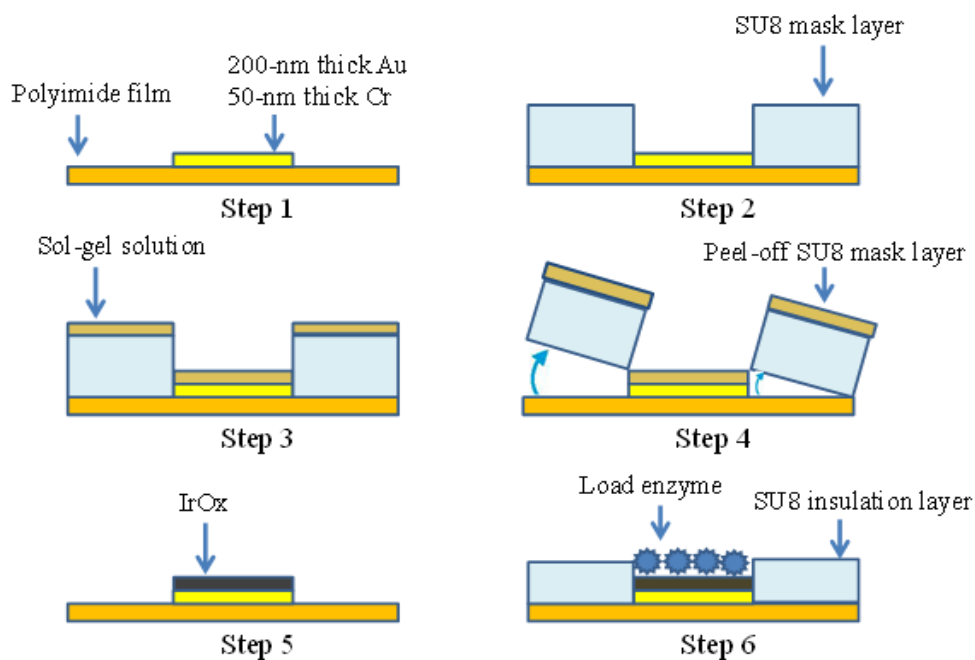 200-nm thick Au
50-nm thick Cr
Polyimide film
Step 1
SU8 mask layer
Step 2
Sol-gel solution
Step 3
Peel-off SU8 mask layer
Step 4
IrOx
Step 5
Load enzyme
SU8 insulation layer
Step 6